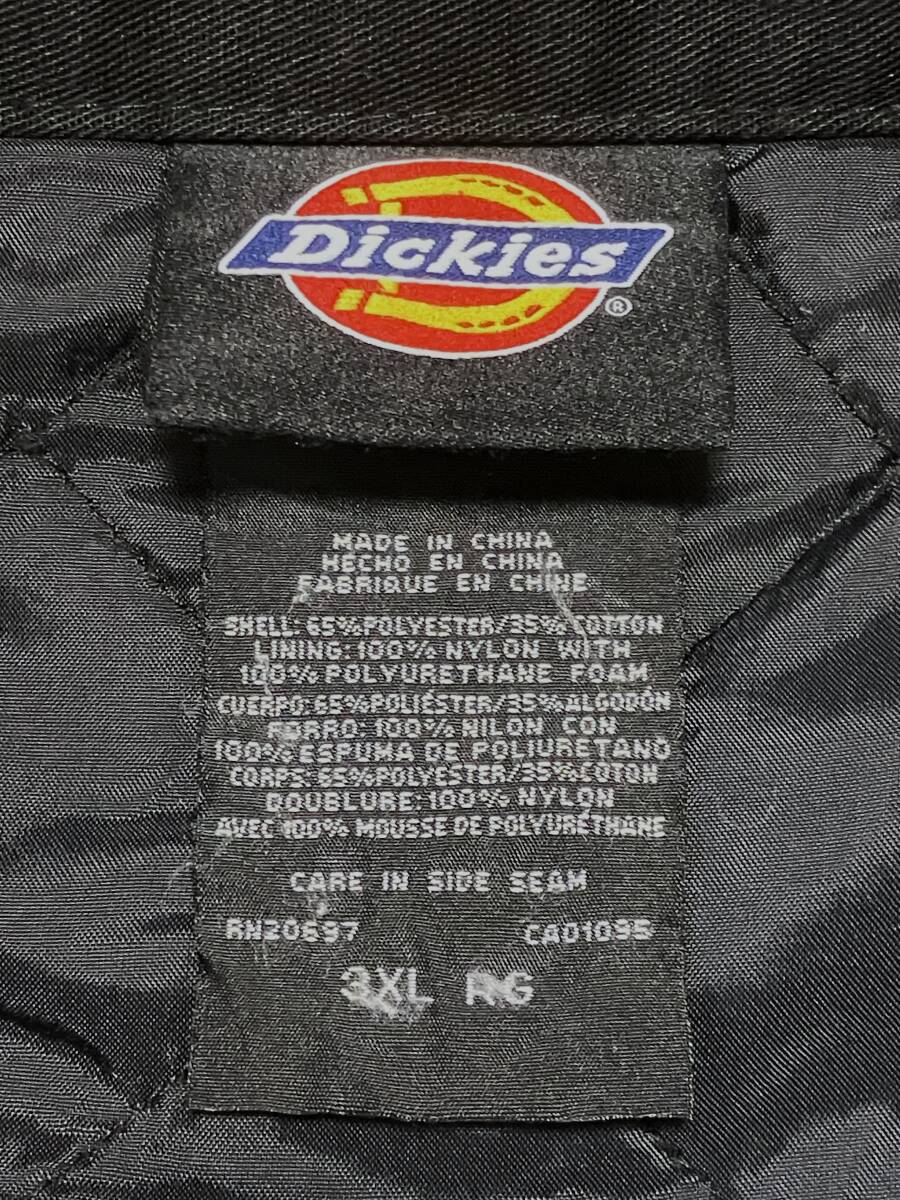 Dickies
®
MADE IN CHINA
HECHO EN CHINA
FABRIQUE EN CHINE
SHELL: 65% POLYESTER/35% COTTON
LINING: 100% NYLON WITH
100% POLYURETHANE FOAM
CUERPO: 65% POLIÉSTER/35% ALGODÓN
FORRO: 100% NILON CON
100% ESPUMA DE POLIURETANO
CORPS: 65% POLYESTER/35% COTON
DOUBLURE: 100% NYLON
AVEC 100% MOUSSE DE POLYURÉTHANE
CARE IN SIDE SEAM
RN20697 CA01095
3XL RG